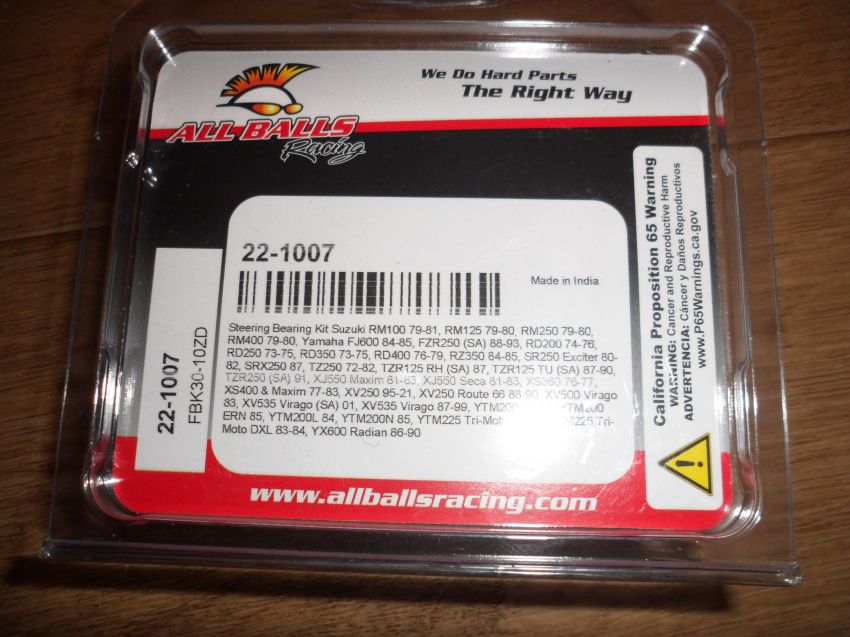 ALL BALLS
Racing
We Do Hard Parts
The Right Way
22-1007
Made in India
Steering Bearing Kit Suzuki RM100 79-81, RM125 79-80, RM250 79-80,
RM400 79-80, Yamaha FJ600 84-85, FZR250 (SA) 88-93, RD200 74-76,
RD250 73-75, RD350 73-75, RD400 76-79, RZ350 84-85, SR250 Exciter 80-
82, SRX250 87, TZ250 72-82, TZR125 RH (SA) 87, TZR125 TU (SA) 87-90,
TZR250 (SA) 91, XJ550 Maxim 81-83, XJ550 Seca 81-83, XS360 76-77,
XS400 & Maxim 77-83, XV250 95-21, XV250 Route 66 88-90, XV500 Virago
83, XV535 Virago (SA) 01, XV535 Virago 87-99, YTM200
ERN 85, YTM200L 84, YTM200N 85, YTM225 Tri-Moto Tri-
Moto DXL 83-84, YX600 Radian 86-90
www.allballsracing.com
22-1007
FBK30-10ZD
California Proposition 65 Warning
WARNING: Cancer and Reproductive Harm
ADVERTENCIA: Cáncer y Daños Reproductivos
www.P65Warnings.ca.gov